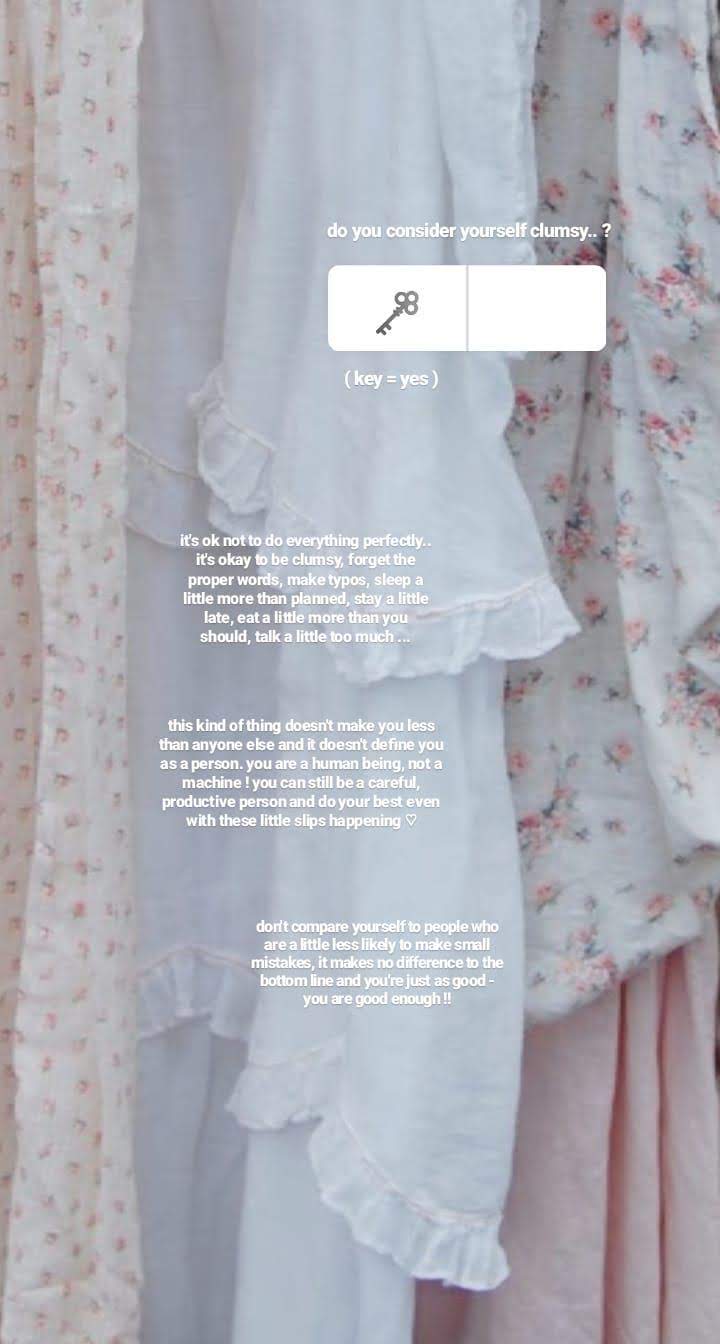 do you consider yourself clumsy.. ?
( key = yes )
it's ok not to do everything perfectly..
it's okay to be clumsy, forget the
proper words, make typos, sleep a
little more than planned, stay a little
late, eat a little more than you
should, talk a little too much ...
this kind of thing doesn't make you less
than anyone else and it doesn't define you
as a person. you are a human being, not a
machine ! you can still be a careful,
productive person and do your best even
with these little slips happening ♡
don't compare yourself to people who
are a little less likely to make small
mistakes, it makes no difference to the
bottom line and you're just as good -
you are good enough !!